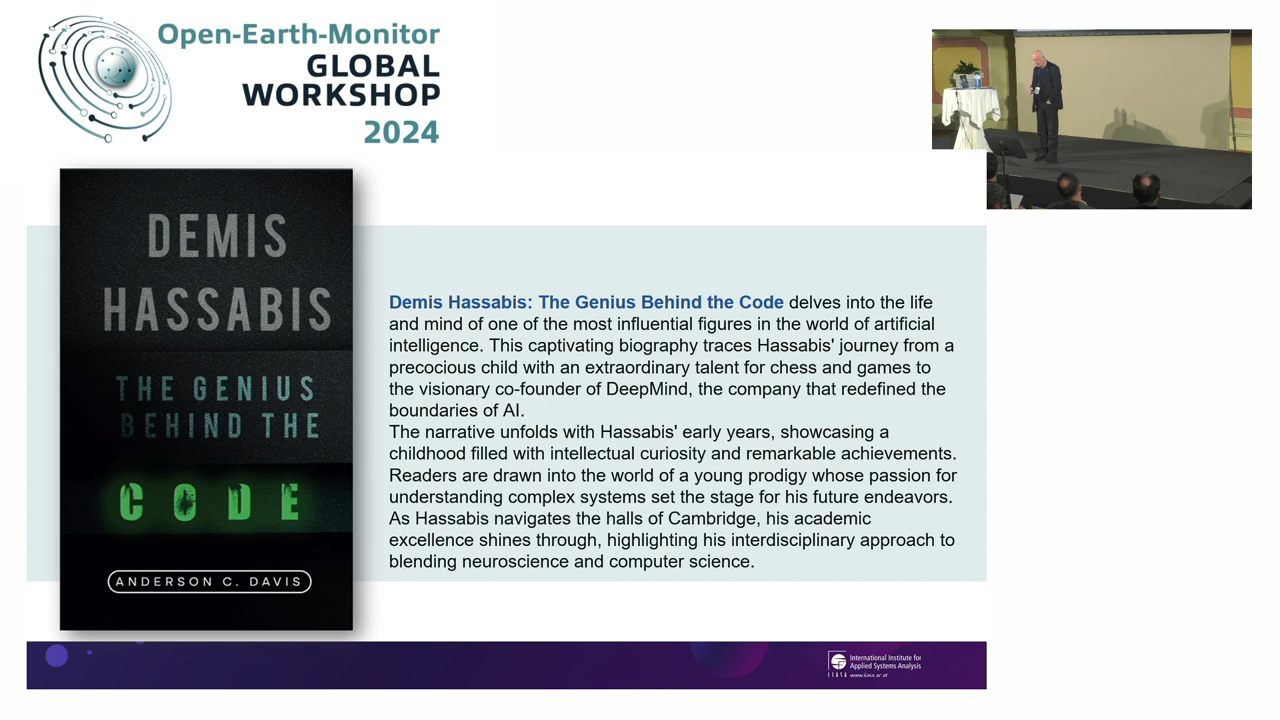 Open-Earth-Monitor
GLOBAL
WORKSHOP
2024
DEMIS
HASSABIS
THE GENIUS
BEHIND THE
CODE
ANDERSON C. DAVIS
Demis Hassabis: The Genius Behind the Code delves into the life
and mind of one of the most influential figures in the world of artificial
intelligence. This captivating biography traces Hassabis' journey from a
precocious child with an extraordinary talent for chess and games to
the visionary co-founder of DeepMind, the company that redefined the
boundaries of AI.
The narrative unfolds with Hassabis' early years, showcasing a
childhood filled with intellectual curiosity and remarkable achievements.
Readers are drawn into the world of a young prodigy whose passion for
understanding complex systems set the stage for his future endeavors.
As Hassabis navigates the halls of Cambridge, his academic
excellence shines through, highlighting his interdisciplinary approach to
blending neuroscience and computer science.
International Institute for
Applied Systems Analysis
IIASA www.iiasa.ac.at